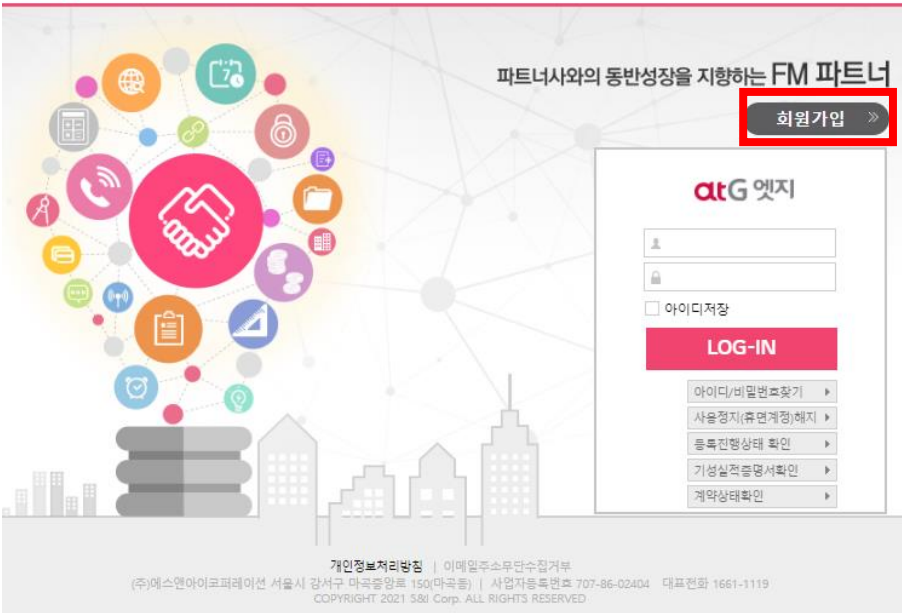 파트너사와의 동반성장을 지향하는 FM 파트너
회원가입 »
atG 엣지
아이디저장
LOG-IN
아이디/비밀번호찾기
사용정지(휴면계정)해지
등록진행상태 확인
기성실적증명서확인
계약상태확인
7
개인정보처리방침 | 이메일주소무단수집거부
(주)에스앤아이코퍼레이션 서울시 강서구 마곡중앙로 150(마곡동) | 사업자등록번호 707-86-02404 대표전화 1661-1119
COPYRIGHT 2021 S&I Corp. ALL RIGHTS RESERVED